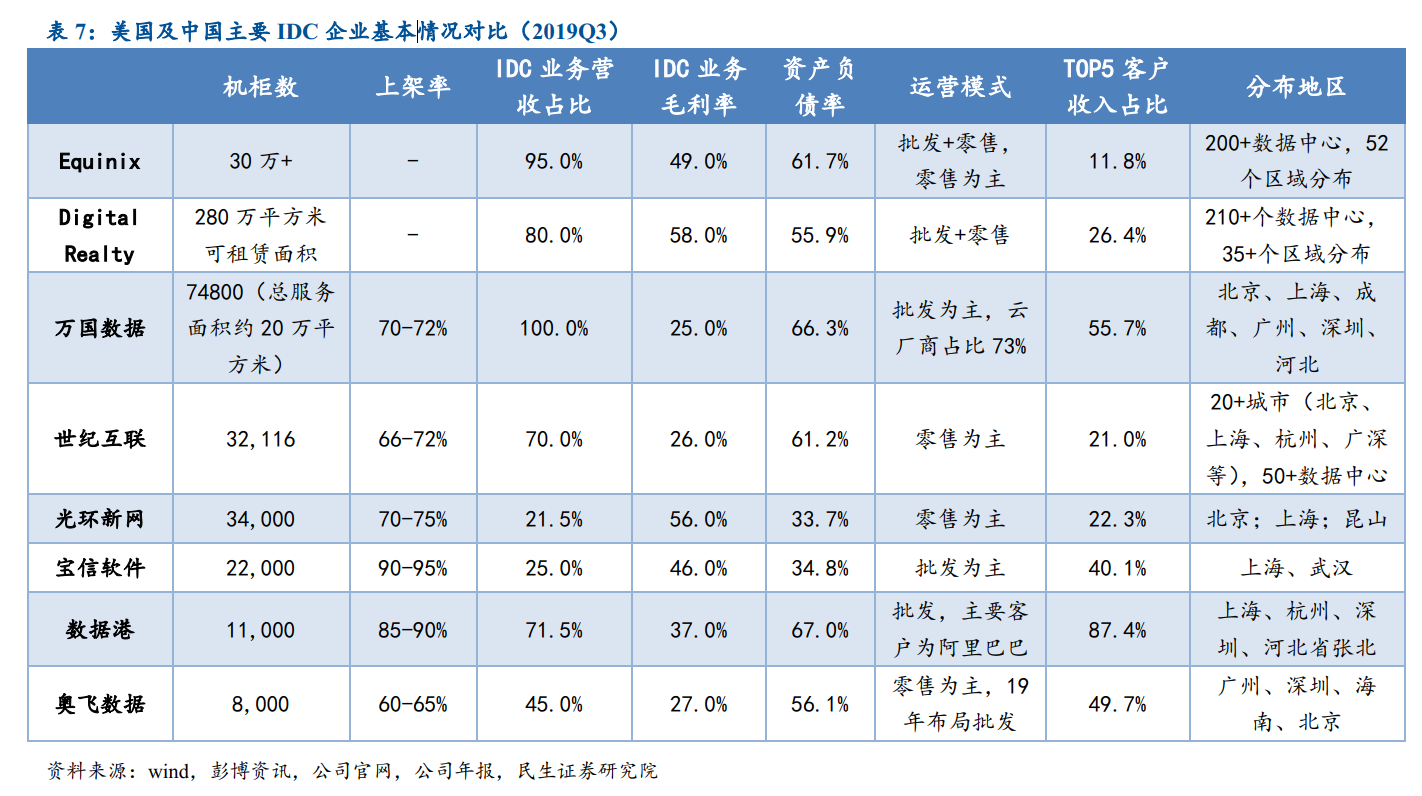 表 7：美国及中国主要 IDC 企业基本情况对比（2019Q3）
机柜数 上架率 IDC 业务营收占比 IDC 业务毛利率 资产负债率 运营模式 TOP5 客户收入占比 分布地区
Equinix 30 万+ - 95.0% 49.0% 61.7% 批发+零售，零售为主 11.8% 200+数据中心，52个区域分布
Digital Realty 280 万平方米可租赁面积 - 80.0% 58.0% 55.9% 批发+零售 26.4% 210+个数据中心，35+个区域分布
万国数据 74800（总服务面积约 20 万平方米） 70-72% 100.0% 25.0% 66.3% 批发为主，云厂商占比 73% 55.7% 北京、上海、成都、广州、深圳、河北
世纪互联 32,116 66-72% 70.0% 26.0% 61.2% 零售为主 21.0% 20+城市（北京、上海、杭州、广深等），50+数据中心
光环新网 34,000 70-75% 21.5% 56.0% 33.7% 零售为主 22.3% 北京；上海；昆山
宝信软件 22,000 90-95% 25.0% 46.0% 34.8% 批发为主 40.1% 上海、武汉
数据港 11,000 85-90% 71.5% 37.0% 67.0% 批发，主要客户为阿里巴巴 87.4% 上海、杭州、深圳、河北省张北
奥飞数据 8,000 60-65% 45.0% 27.0% 56.1% 零售为主，19年布局批发 49.7% 广州、深圳、海南、北京
资料来源：wind，彭博资讯，公司官网，公司年报，民生证券研究院